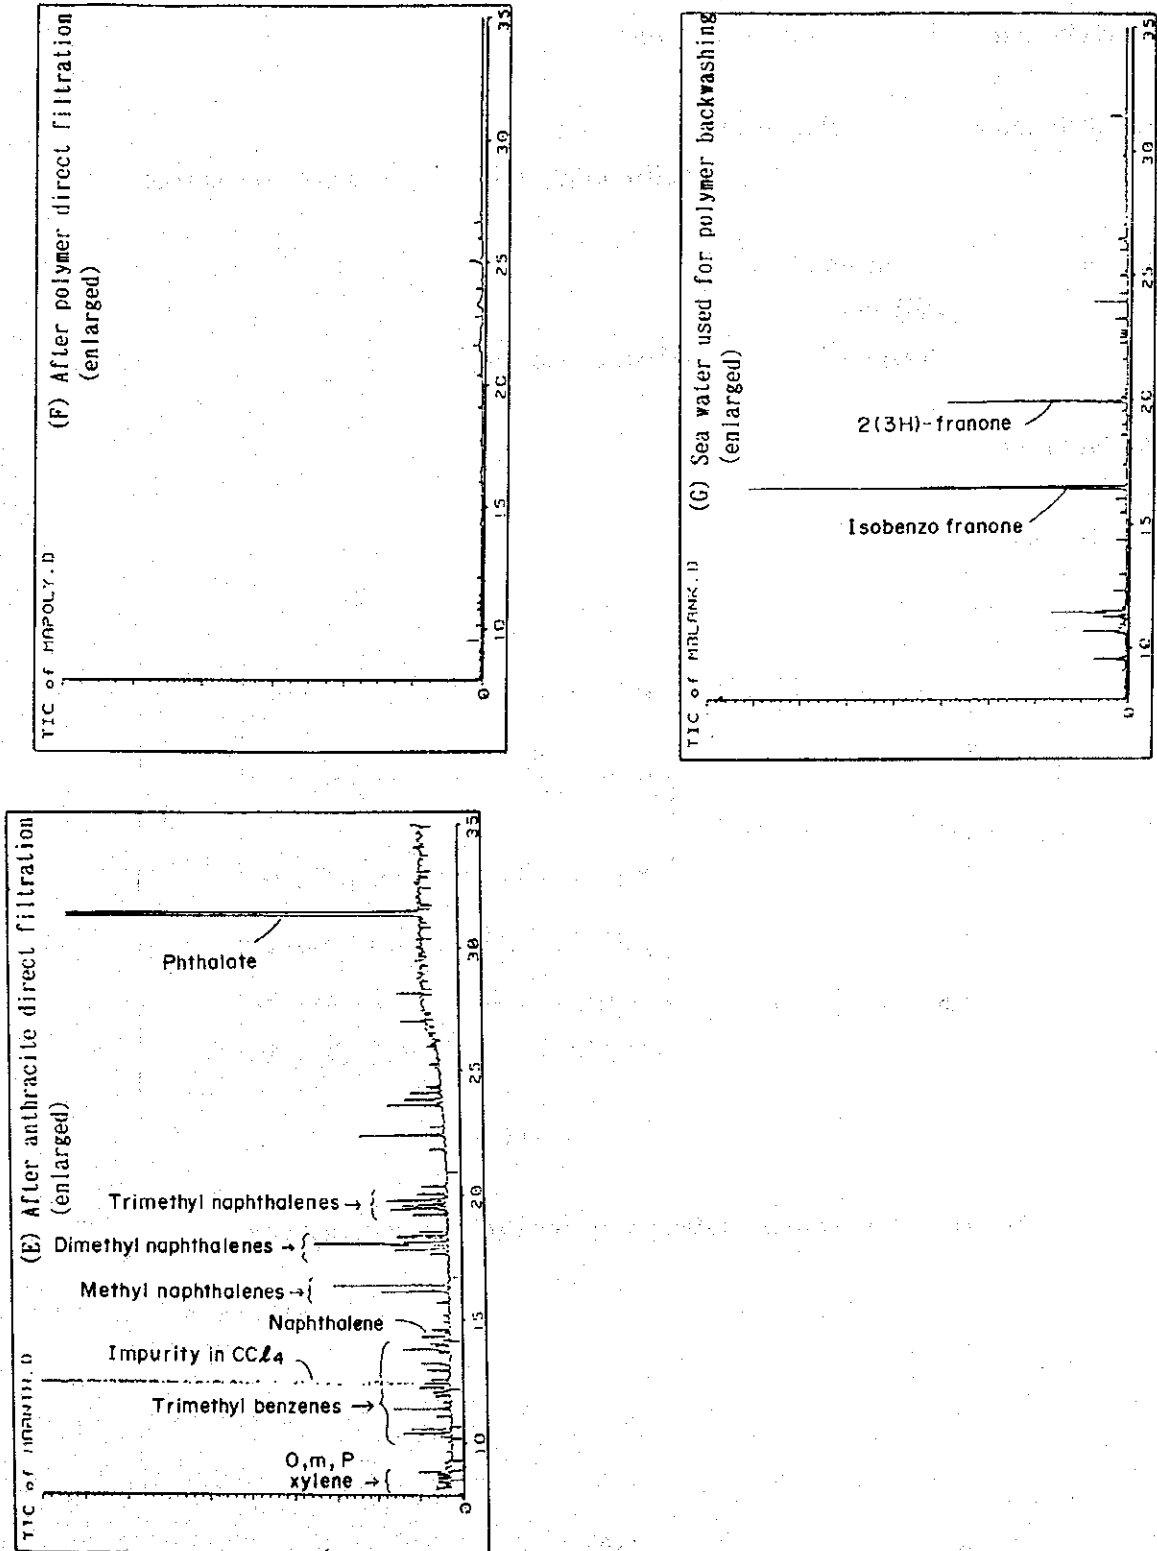 (F) After polymer direct filtration
(enlarged)
TIC of MAPOLY.D
0
10
15
20
25
30
35
(G) Sea water used for polymer backwashing
(enlarged)
TIC of MBLANK.D
2(3H)-franone
Isobenzo franone
0
10
15
20
25
30
35
(E) After anthracite direct filtration
(enlarged)
Phthalate
Trimethyl naphthalenes →
Dimethyl naphthalenes →
Methyl naphthalenes →
Naphthalene
Impurity in CCl4
Trimethyl benzenes →
O,m,P
xylene →
TIC of
0
10
15
20
25
30
35